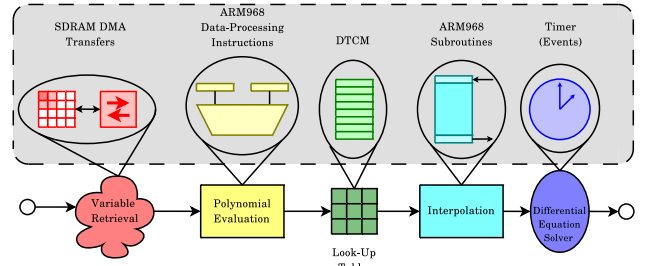 SDRAM DMA
Transfers
ARM968
Data-Processing
Instructions
DTCM
ARM968
Subroutines
Timer
(Events)
Variable
Retrieval
Polynomial
Evaluation
Look-Up
Interpolation
Differential
Equation
Solver